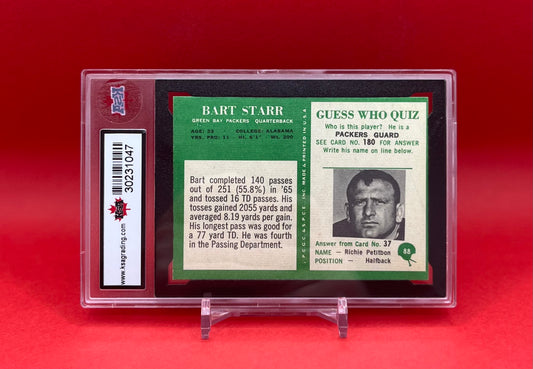 KSA
30231047
www.ksagrading.com
BART STARR
GREEN BAY PACKERS QUARTERBACK
AGE: 32 • COLLEGE: ALABAMA
YRS. PRO: 11 • Ht. 6'1" • Wt. 200
Bart completed 140 passes
out of 251 (55.8%) in '65
and tossed 16 TD passes. His
tosses gained 2055 yards and
averaged 8.19 yards per gain.
His longest pass was good for
a 77 yard TD. He was fourth
in the Passing Department.
© P.C.G.C. & S.P.C.E. INC. MADE & PRINTED IN U.S.A.
GUESS WHO QUIZ
Who is this player? He is a
PACKERS GUARD
SEE CARD NO. 180 FOR ANSWER
Write his name on line below.
Answer from Card No. 37
NAME — Richie Petitbon
POSITION — Halfback
88